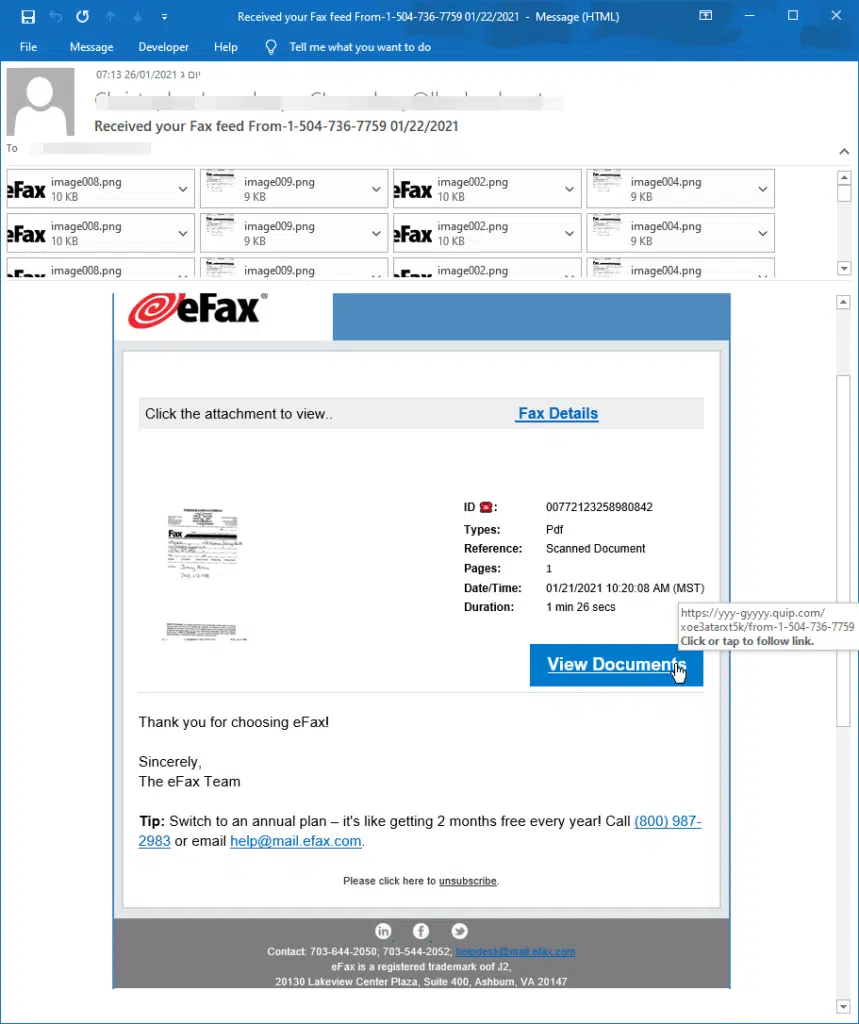 Received your Fax feed From-1-504-736-7759 01/22/2021 - Message (HTML)
File Message Developer Help Tell me what you want to do
07:13 26/01/2021 יום ג
Received your Fax feed From-1-504-736-7759 01/22/2021
To
eFax image008.png
10 KB
image009.png
9 KB
eFax image002.png
10 KB
image004.png
9 KB
eFax image008.png
10 KB
image009.png
9 KB
eFax image002.png
10 KB
image004.png
9 KB
eFax image008.png
image009.png
eFax image002.png
image004.png
eFax®
Click the attachment to view..
Fax Details
Fax
ID ☎: 00772123258980842
Types: Pdf
Reference: Scanned Document
Pages: 1
Date/Time: 01/21/2021 10:20:08 AM (MST)
Duration: 1 min 26 secs
https://yyy-gyyyy.quip.com/
xoe3atarxt5k/from-1-504-736-7759
Click or tap to follow link.
View Documents
Thank you for choosing eFax!
Sincerely,
The eFax Team
Tip: Switch to an annual plan – it's like getting 2 months free every year! Call (800) 987-
2983 or email help@mail.efax.com.
Please click here to unsubscribe.
in f
Contact: 703-644-2050; 703-544-2052, helpdesk@mail.efax.com
eFax is a registered trademark oof J2,
20130 Lakeview Center Plaza, Suite 400, Ashburn, VA 20147